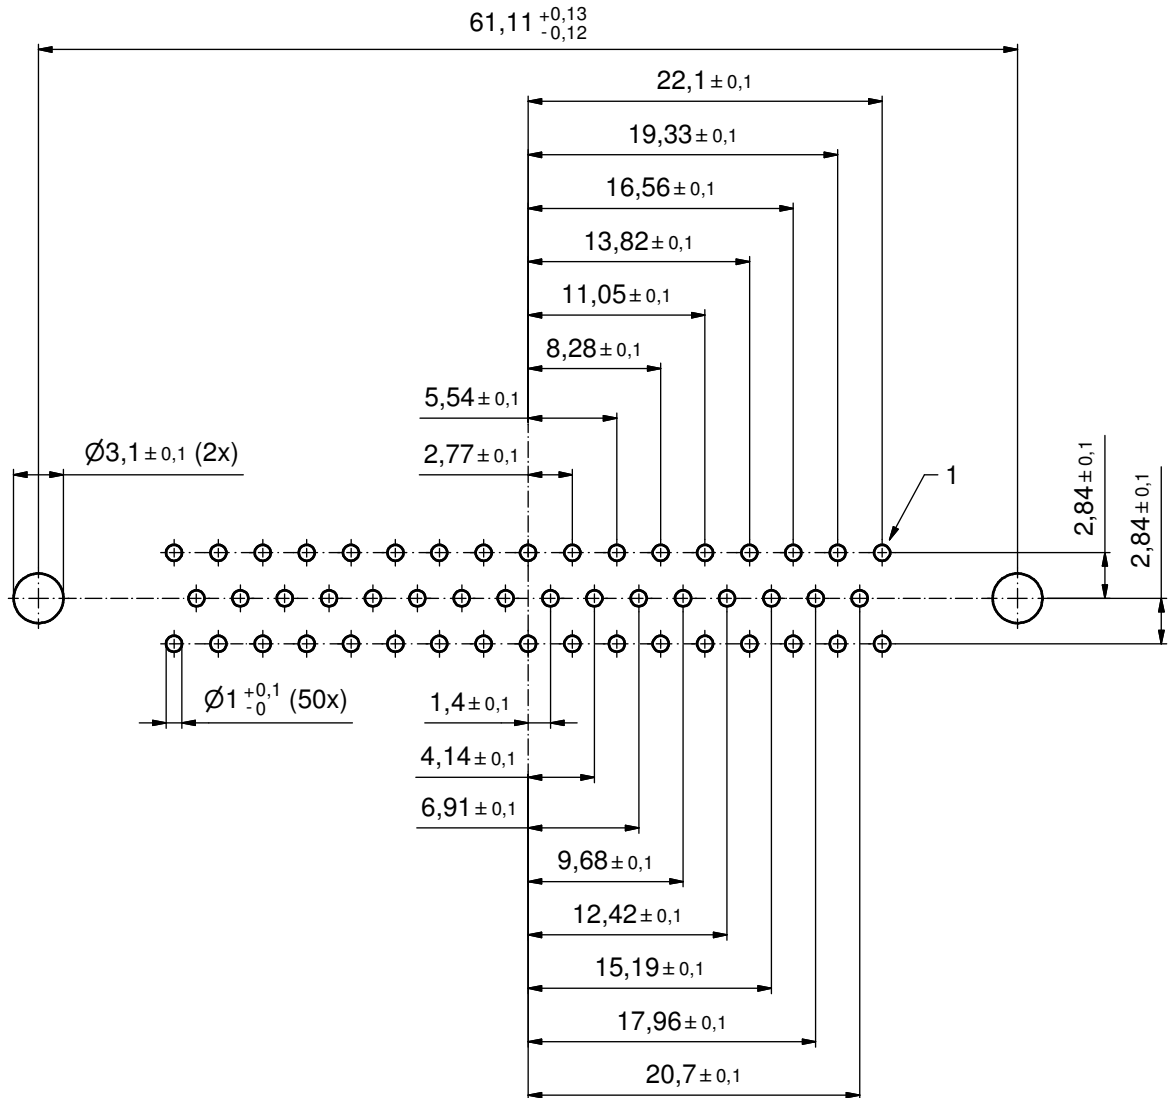 61,11 +0,13 -0,12
22,1 ± 0,1
19,33 ± 0,1
16,56 ± 0,1
13,82 ± 0,1
11,05 ± 0,1
8,28 ± 0,1
5,54 ± 0,1
Ø3,1 ± 0,1 (2x)
2,77 ± 0,1
1
2,84 ± 0,1
2,84 ± 0,1
Ø1 +0,1 -0 (50x)
1,4 ± 0,1
4,14 ± 0,1
6,91 ± 0,1
9,68 ± 0,1
12,42 ± 0,1
15,19 ± 0,1
17,96 ± 0,1
20,7 ± 0,1